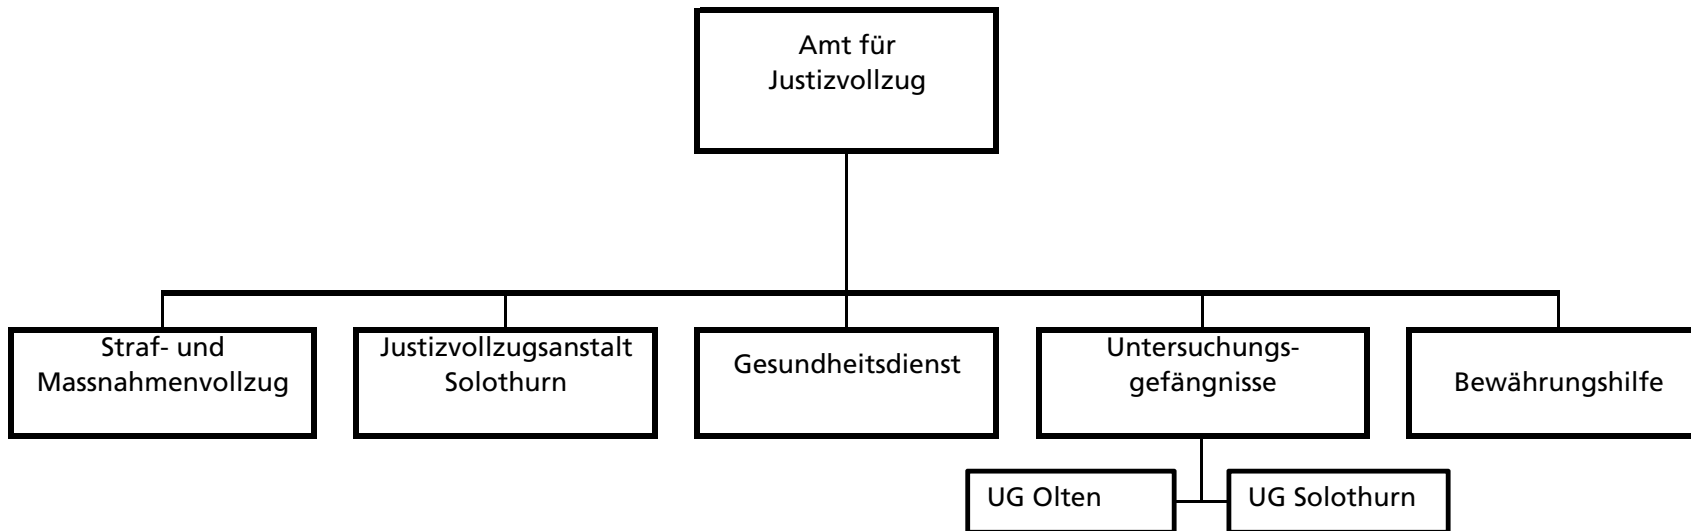 Amt für
Justizvollzug
Straf- und
Massnahmenvollzug
Justizvollzugsanstalt
Solothurn
Gesundheitsdienst
Untersuchungs-
gefängnisse
Bewährungshilfe
UG Olten
UG Solothurn